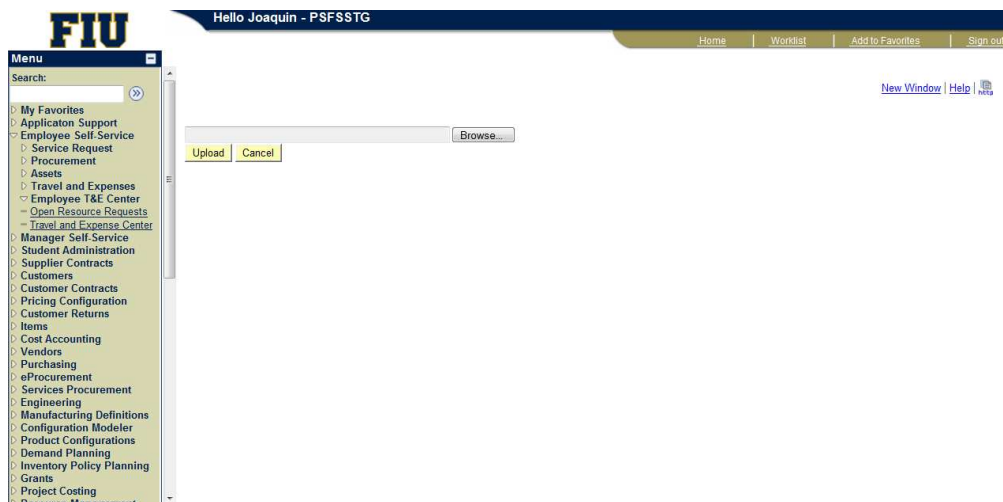 FIU
Hello Joaquin - PSFSSTG
Home | Worklist | Add to Favorites | Sign out
Menu
Search:
New Window | Help | http
My Favorites
Applicaton Support
Employee Self-Service
Service Request
Procurement
Assets
Travel and Expenses
Employee T&E Center
Open Resource Requests
Travel and Expense Center
Manager Self-Service
Student Administration
Supplier Contracts
Customers
Customer Contracts
Pricing Configuration
Customer Returns
Items
Cost Accounting
Vendors
Purchasing
eProcurement
Services Procurement
Engineering
Manufacturing Definitions
Configuration Modeler
Product Configurations
Demand Planning
Inventory Policy Planning
Grants
Project Costing
Browse...
Upload Cancel